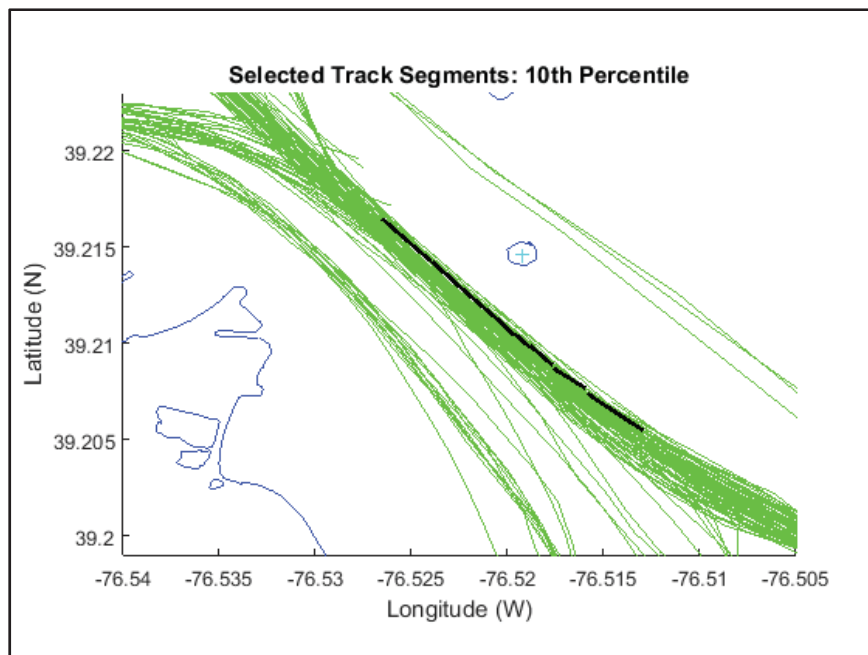 Selected Track Segments: 10th Percentile
39.22
39.215
39.21
39.205
39.2
Latitude (N)
-76.54 -76.535 -76.53 -76.525 -76.52 -76.515 -76.51 -76.505
Longitude (W)